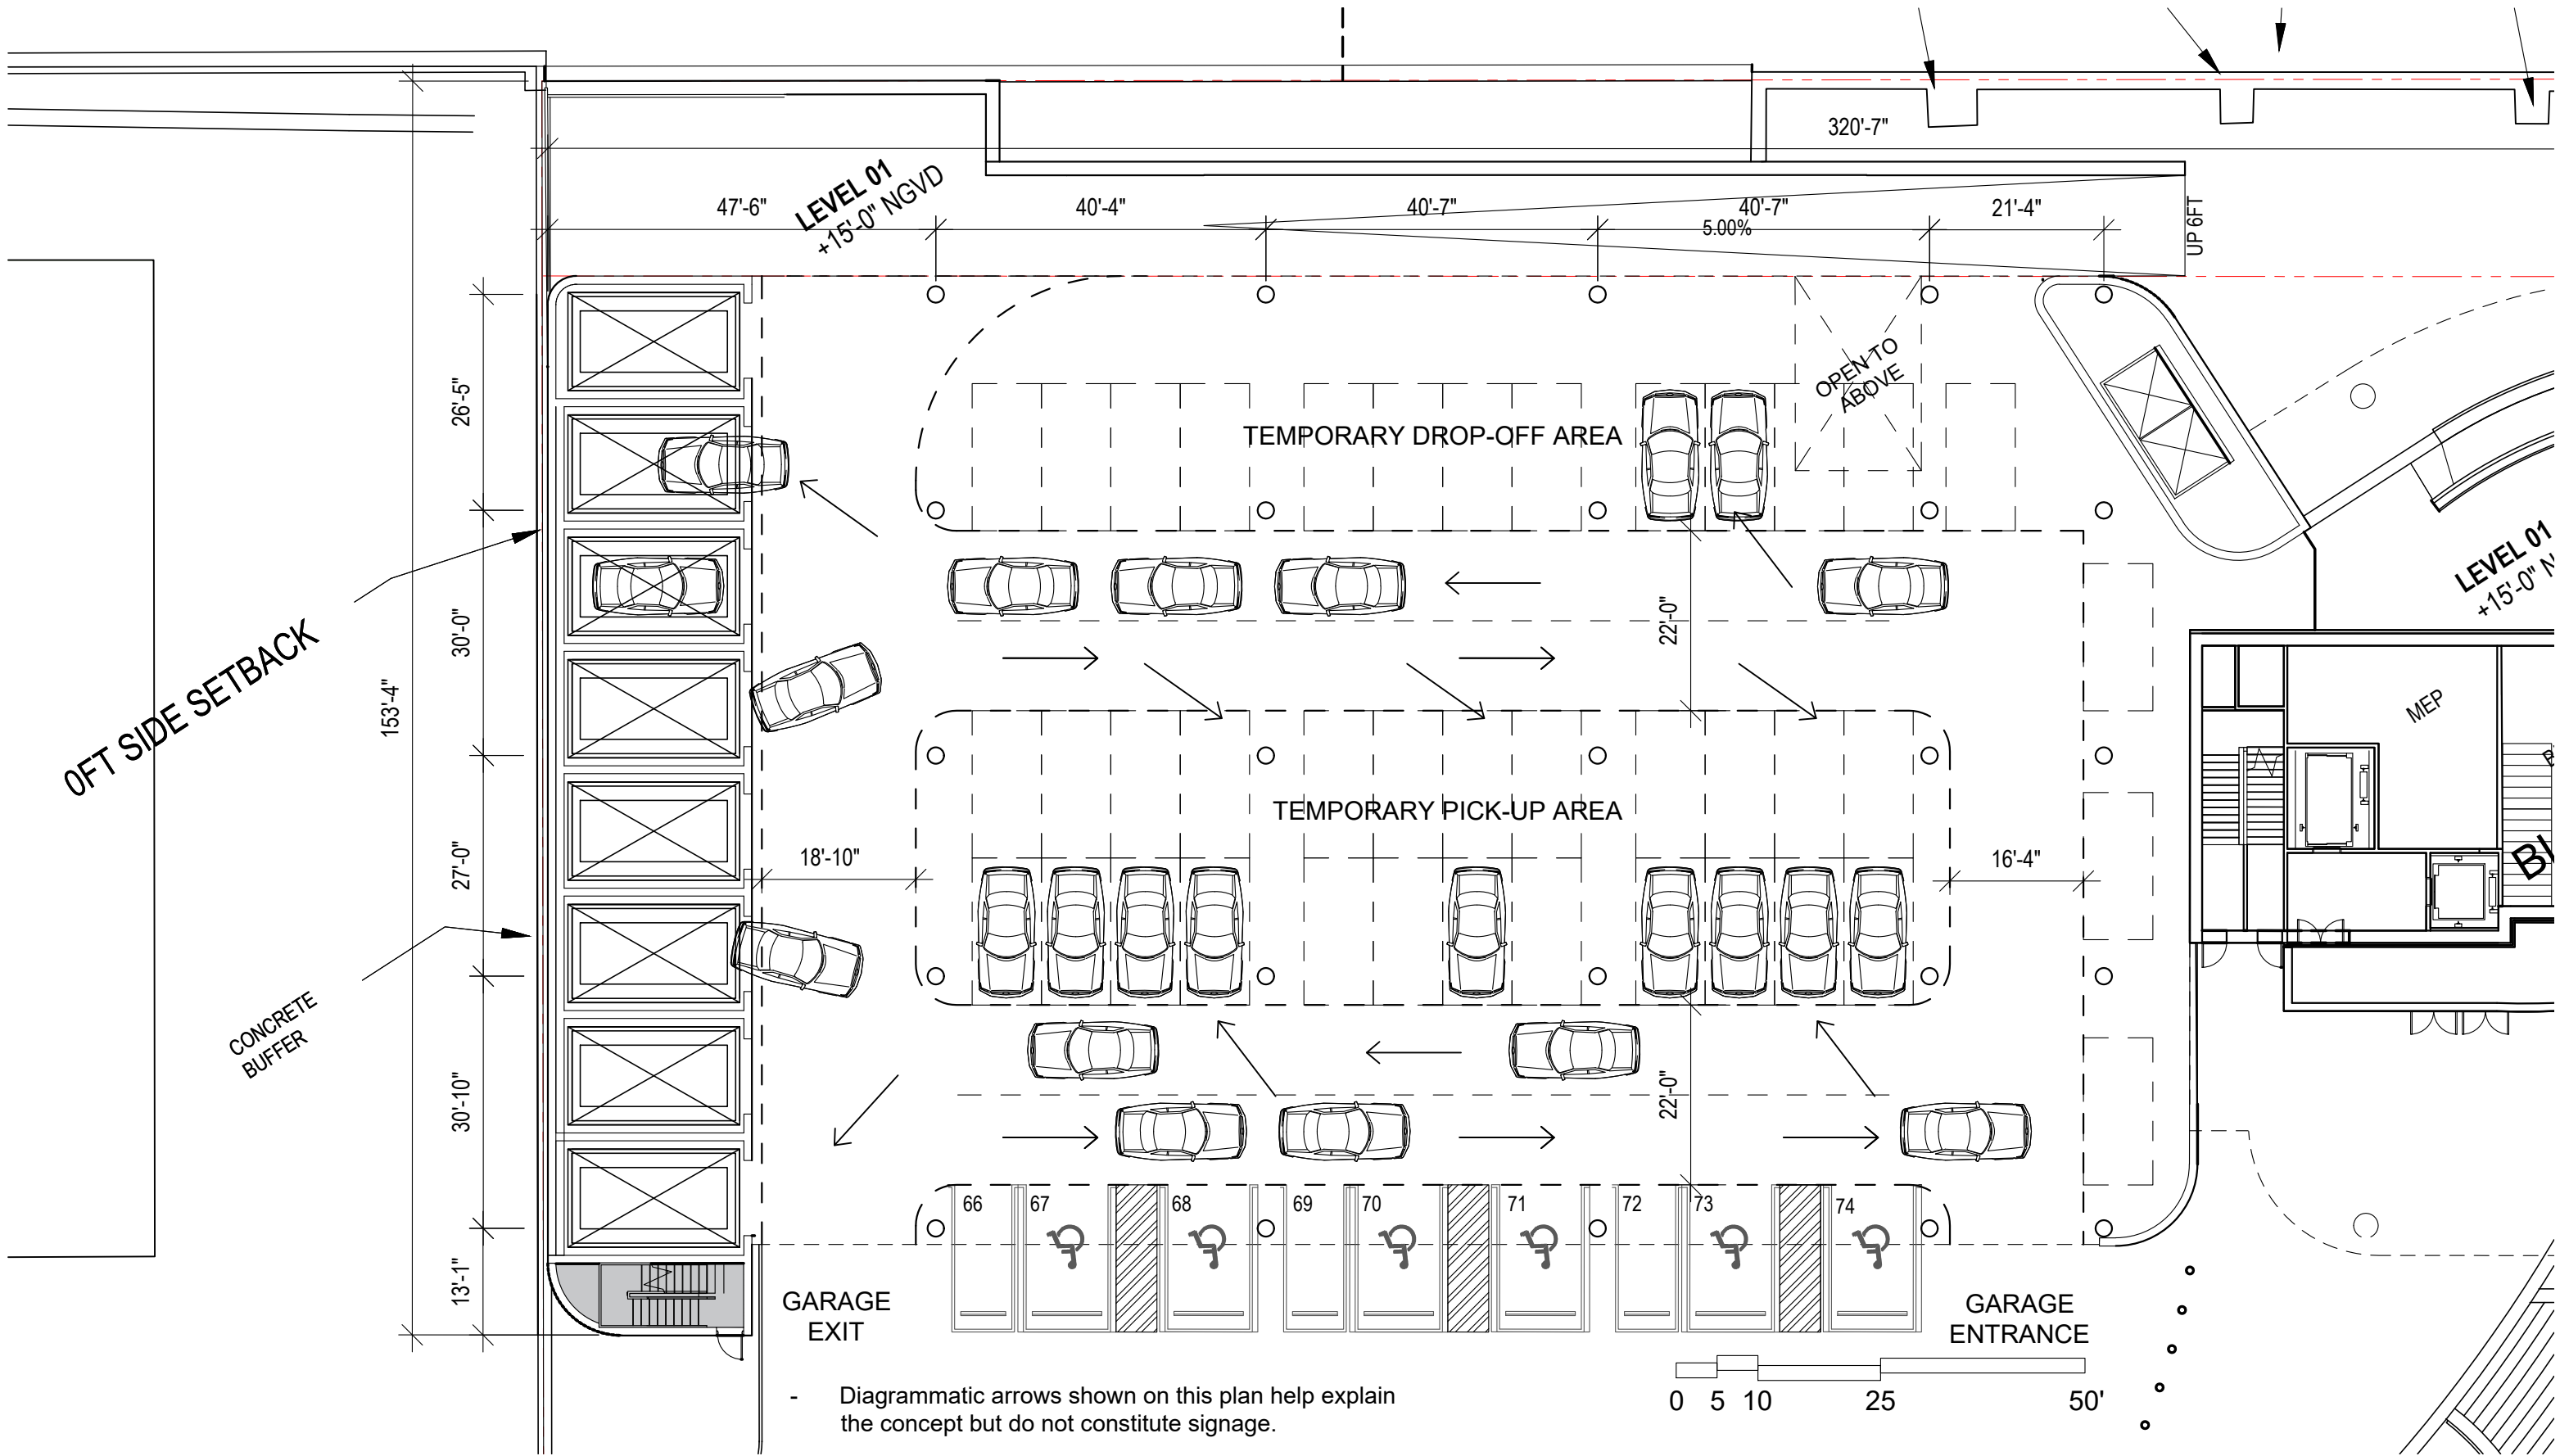 320'-7"
LEVEL 01
+15'-0" NGVD
47'-6"
40'-4"
40'-7"
40'-7"
21'-4"
5.00%
UP 6FT
26'-5"
OPEN TO
ABOVE
TEMPORARY DROP-OFF AREA
LEVEL 01
+15'-0" N
30'-0"
22'-0"
0FT SIDE SETBACK
153'-4"
MEP
TEMPORARY PICK-UP AREA
27'-0"
18'-10"
16'-4"
CONCRETE
BUFFER
30'-10"
22'-0"
66
67
68
69
70
71
72
73
74
13'-1"
GARAGE
EXIT
GARAGE
ENTRANCE
0 5 10 25 50'
- Diagrammatic arrows shown on this plan help explain
the concept but do not constitute signage.